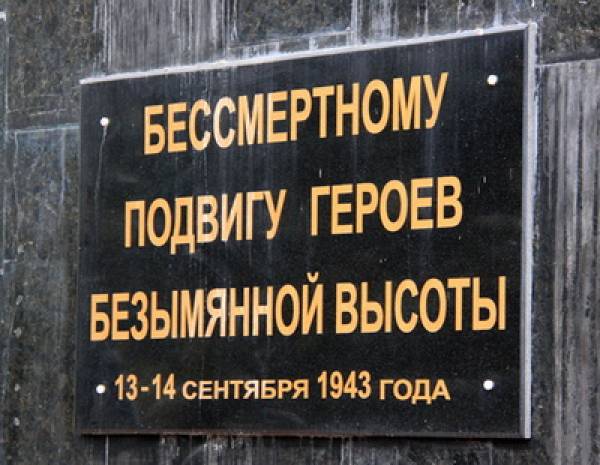 БЕССМЕРТНОМУ
ПОДВИГУ ГЕРОЕВ
БЕЗЫМЯННОЙ ВЫСОТЫ
13-14 СЕНТЯБРЯ 1943 ГОДА